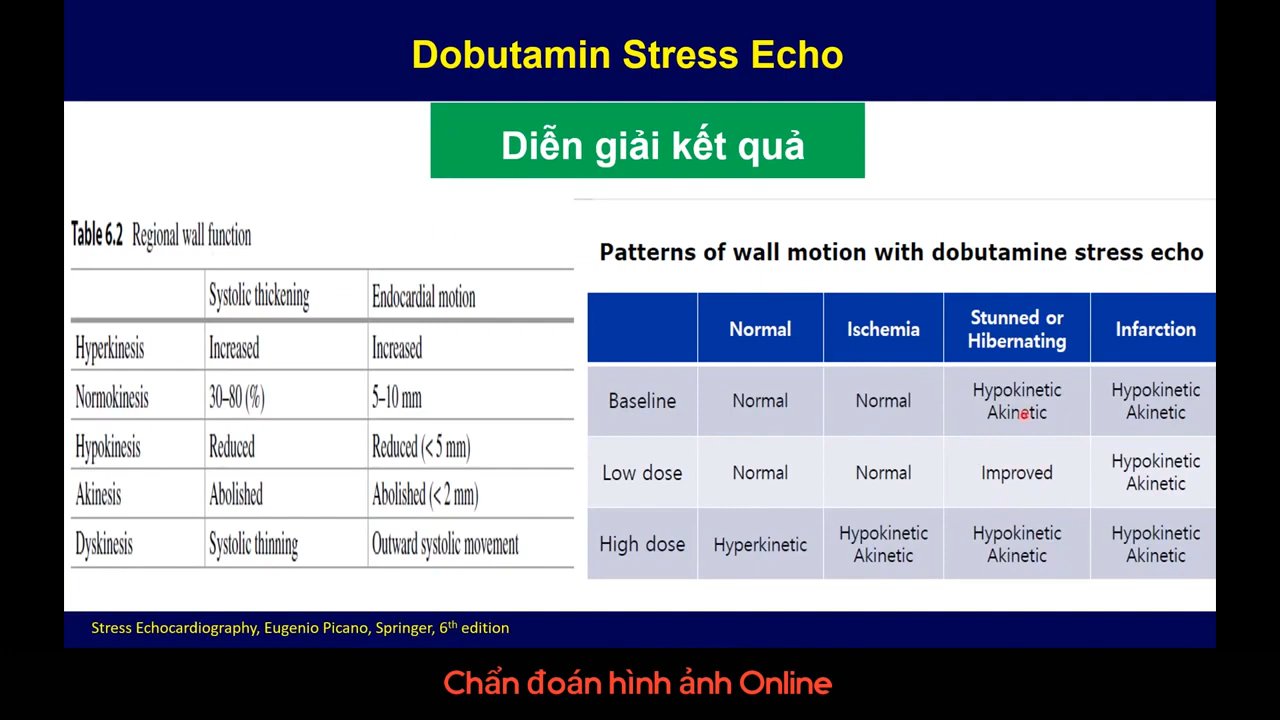 Dobutamin Stress Echo
Diễn giải kết quả
Table 6.2 Regional wall function
Systolic thickening Endocardial motion
Hyperkinesis Increased Increased
Normokinesis 30–80 (%) 5–10 mm
Hypokinesis Reduced Reduced (< 5 mm)
Akinesis Abolished Abolished (< 2 mm)
Dyskinesis Systolic thinning Outward systolic movement
Patterns of wall motion with dobutamine stress echo
Normal Ischemia Stunned or Hibernating Infarction
Baseline Normal Normal Hypokinetic Akinetic Hypokinetic Akinetic
Low dose Normal Normal Improved Hypokinetic Akinetic
High dose Hyperkinetic Hypokinetic Akinetic Hypokinetic Akinetic Hypokinetic Akinetic
Stress Echocardiography, Eugenio Picano, Springer, 6th edition
Chẩn đoán hình ảnh Online